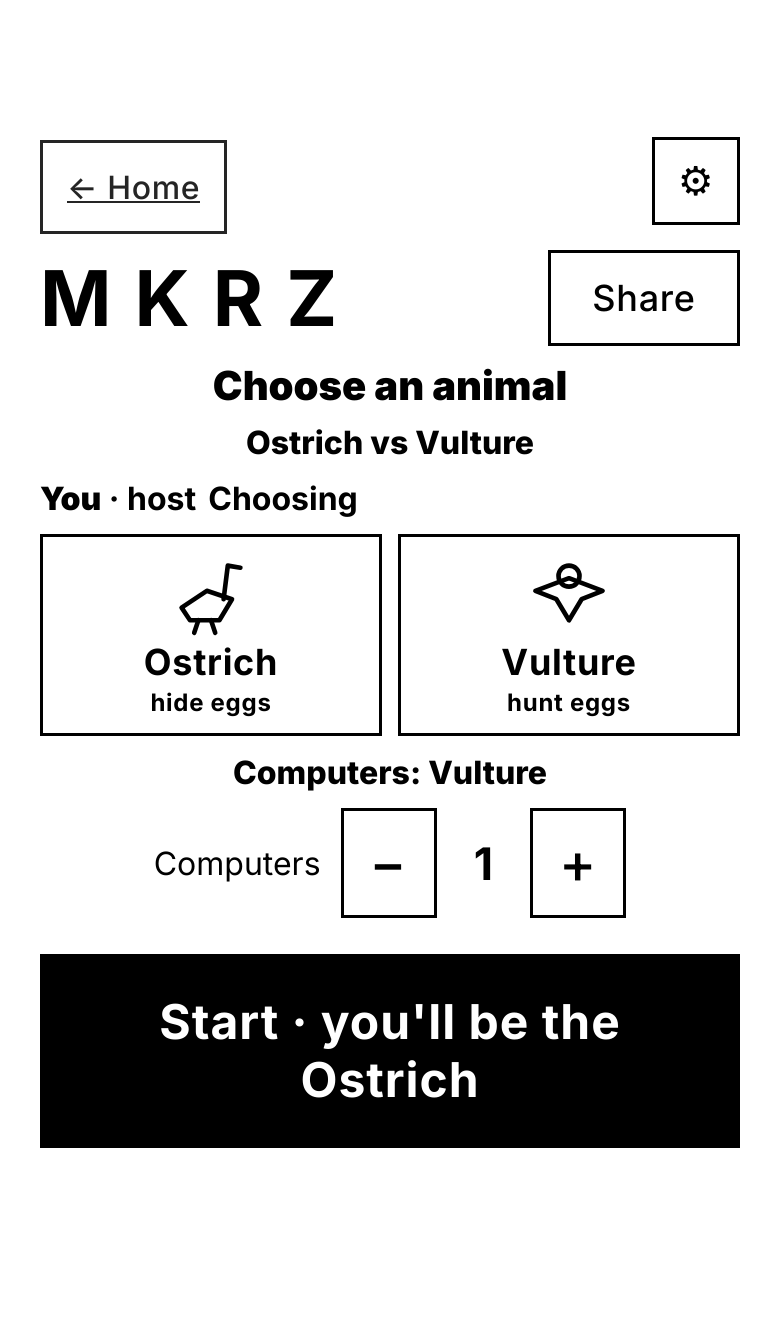 ← Home
⚙
M K R Z
Share
Choose an animal
Ostrich vs Vulture
You · host Choosing
Ostrich
hide eggs
Vulture
hunt eggs
Computers: Vulture
Computers − 1 +
Start · you'll be the
Ostrich